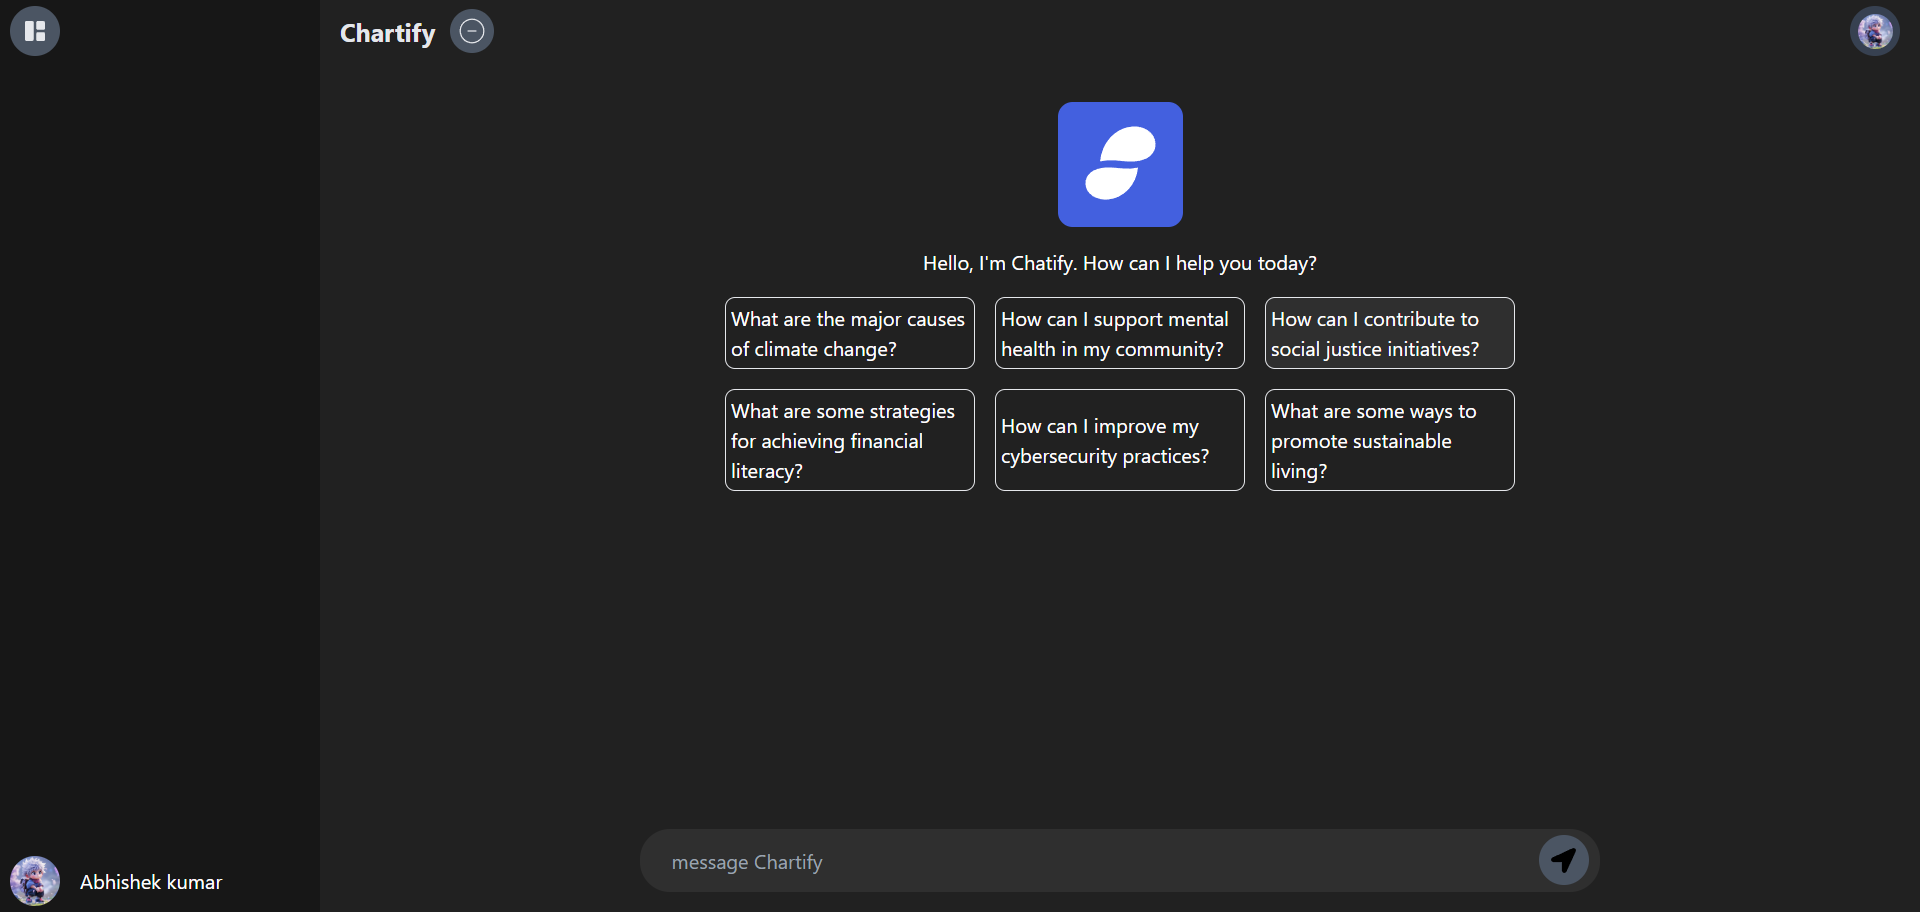 Chartify
Hello, I'm Chatify. How can I help you today?
What are the major causes
of climate change?
How can I support mental
health in my community?
How can I contribute to
social justice initiatives?
What are some strategies
for achieving financial
literacy?
How can I improve my
cybersecurity practices?
What are some ways to
promote sustainable
living?
message Chartify
Abhishek kumar